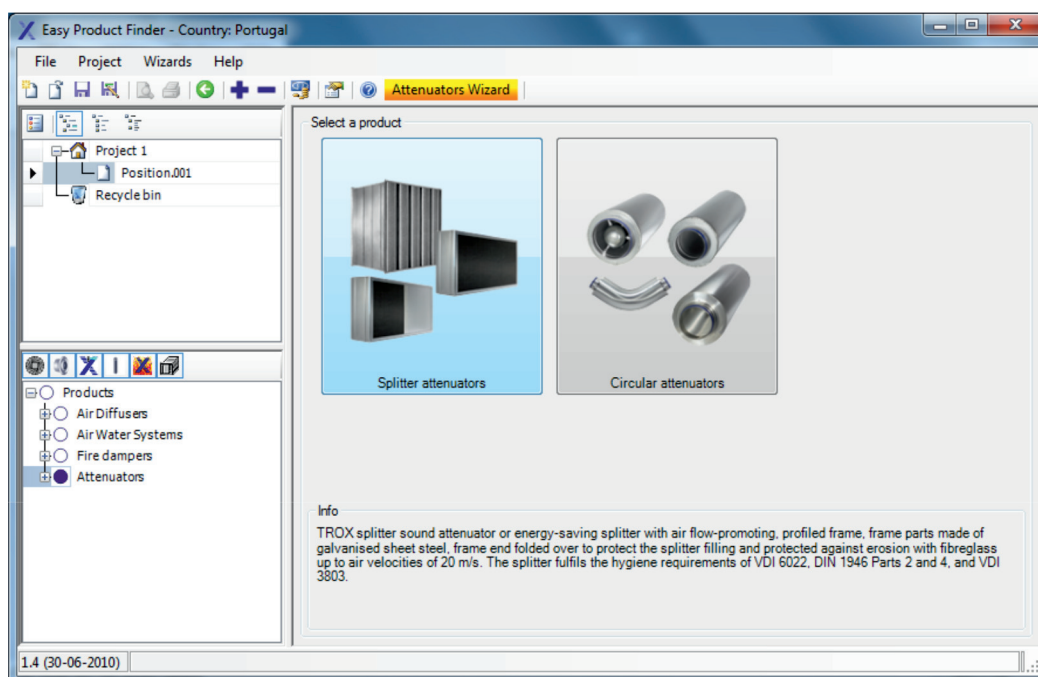 Easy Product Finder - Country: Portugal
File Project Wizards Help
Attenuators Wizard
Project 1
Position.001
Recycle bin
Products
Air Diffusers
Air Water Systems
Fire dampers
Attenuators
Select a product
Splitter attenuators
Circular attenuators
Info
TROX splitter sound attenuator or energy-saving splitter with air flow-promoting, profiled frame, frame parts made of
galvanised sheet steel, frame end folded over to protect the splitter filling and protected against erosion with fibreglass
up to air velocities of 20 m/s. The splitter fulfils the hygiene requirements of VDI 6022, DIN 1946 Parts 2 and 4, and VDI
3803.
1.4 (30-06-2010)